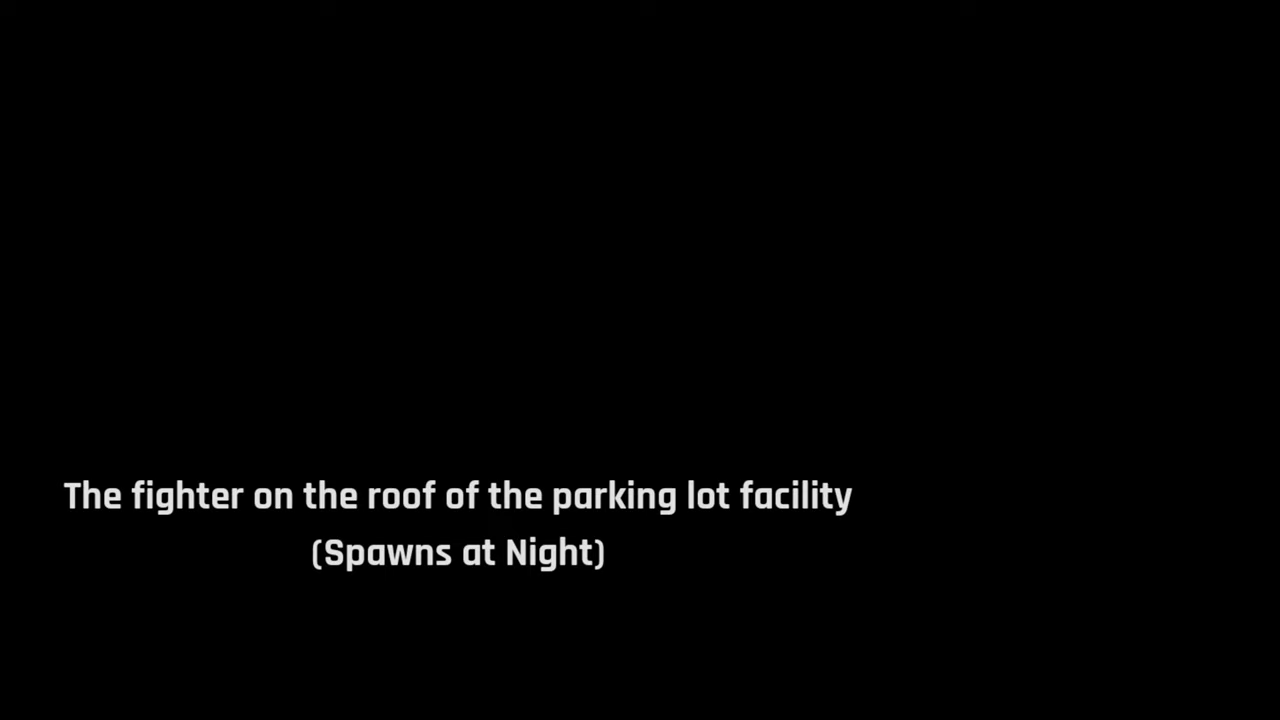 The fighter on the roof of the parking lot facility
(Spawns at Night)